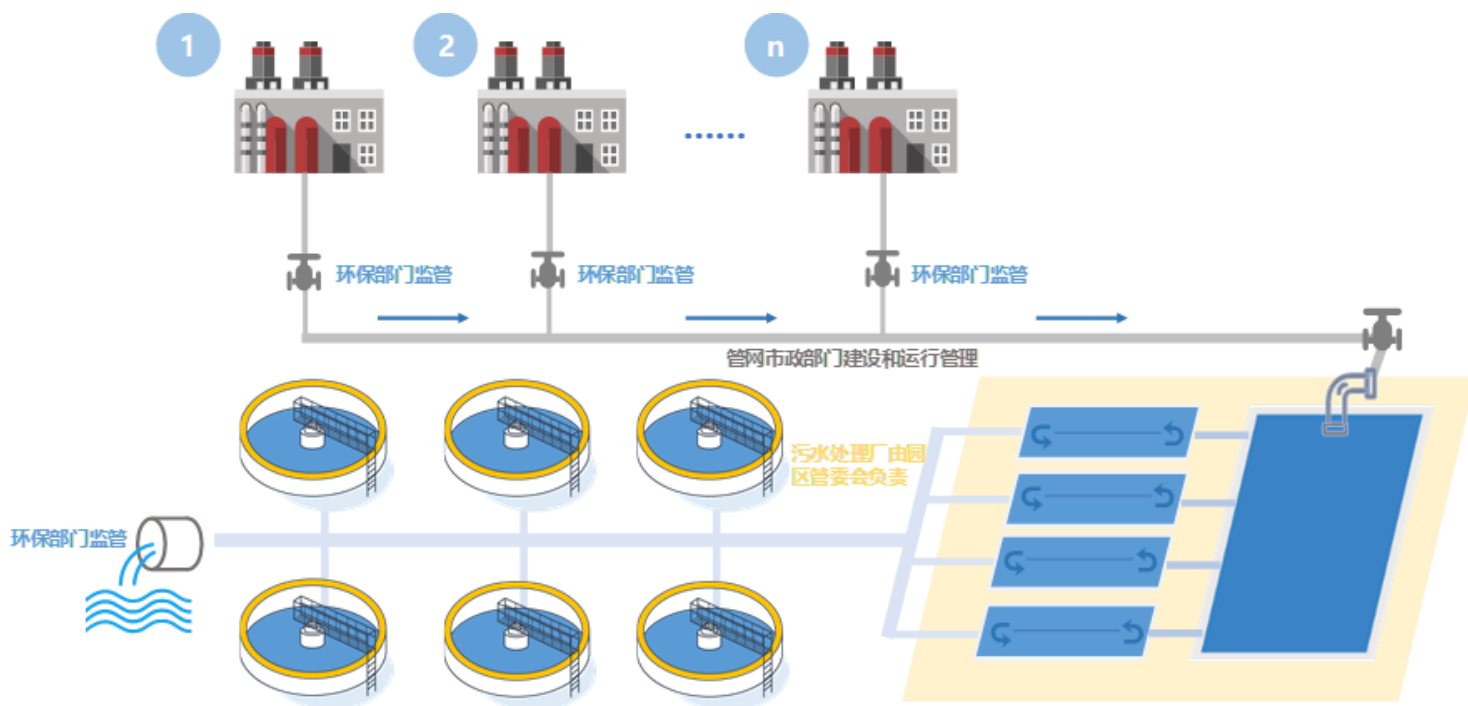 1
2
n
······
环保部门监管
环保部门监管
环保部门监管
管网市政部门建设和运行管理
污水处理厂由园
区管委会负责
环保部门监管